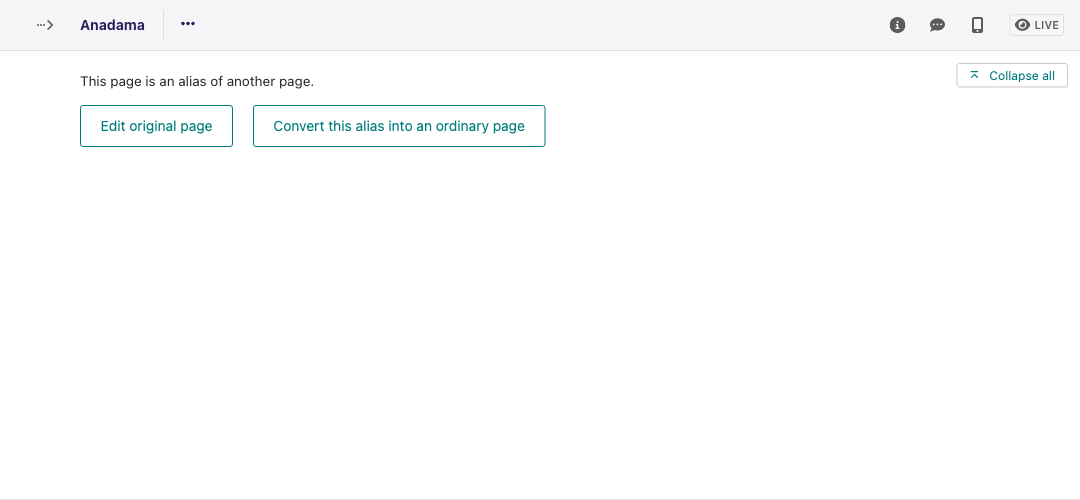 Anadama
LIVE
This page is an alias of another page.
Collapse all
Edit original page
Convert this alias into an ordinary page